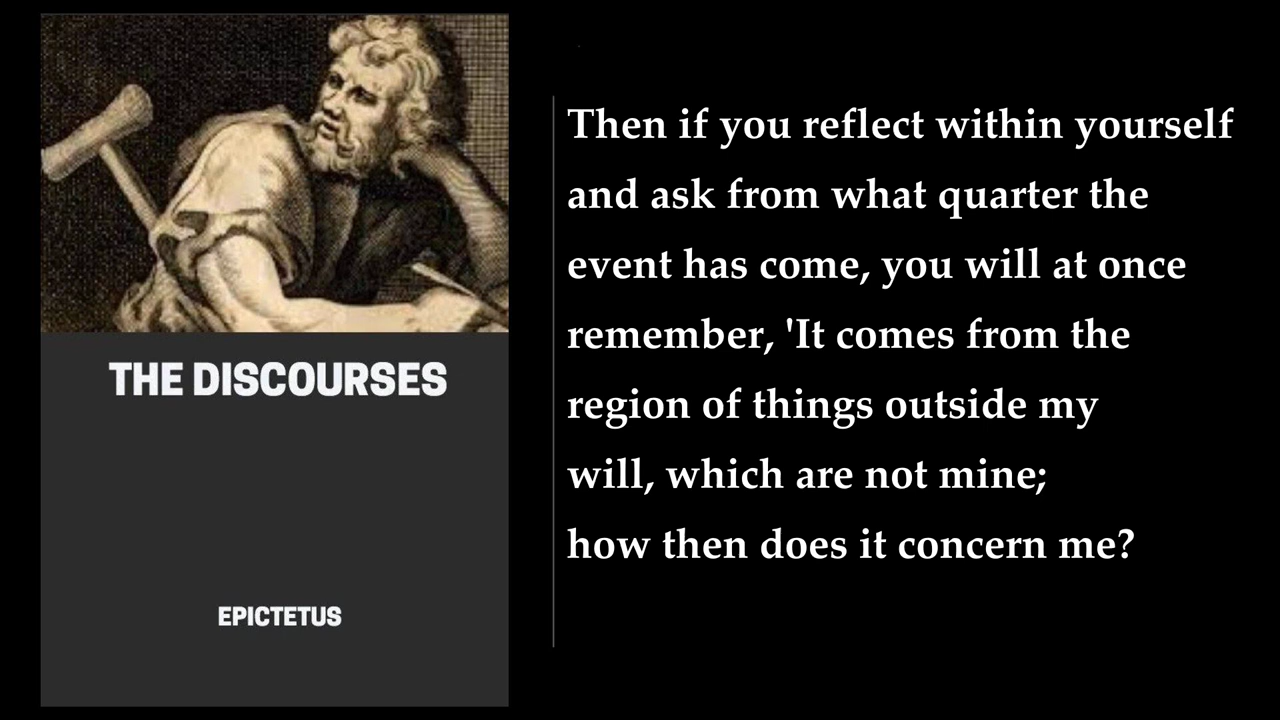 THE DISCOURSES
EPICTETUS
Then if you reflect within yourself
and ask from what quarter the
event has come, you will at once
remember, 'It comes from the
region of things outside my
will, which are not mine;
how then does it concern me?